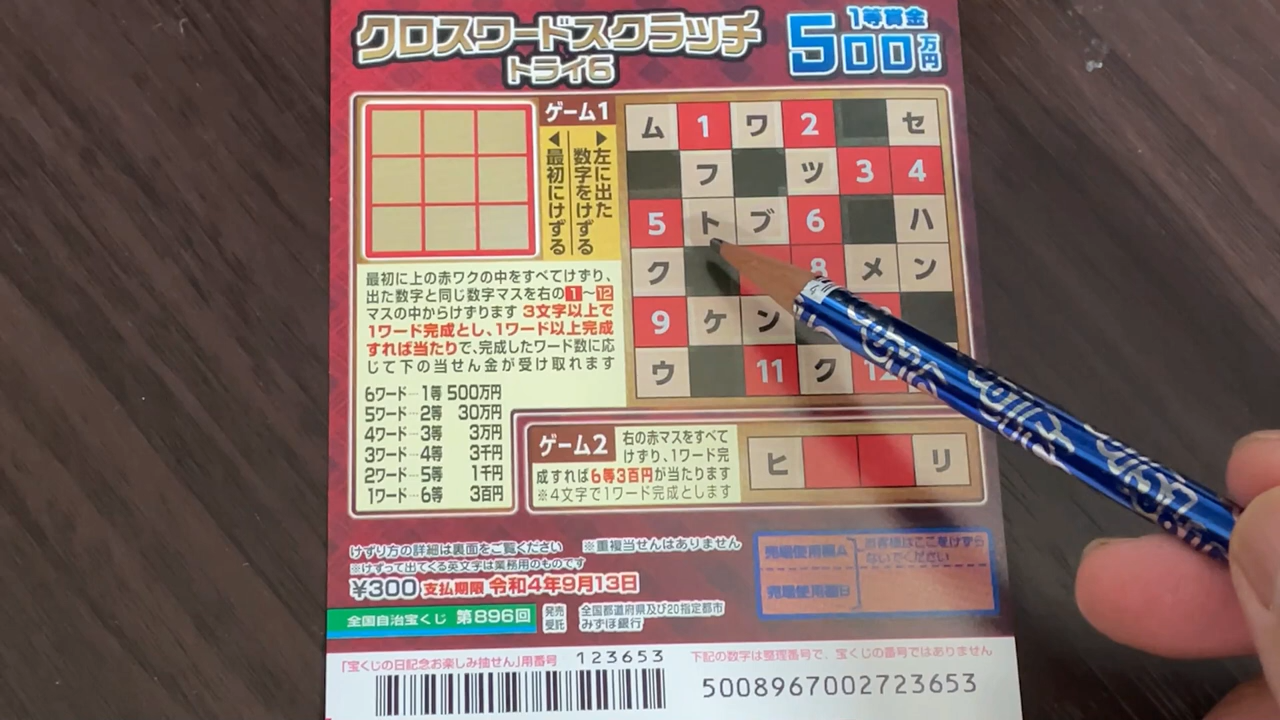 クロスワードスクラッチ
トライ6
1等賞金
500万円
ゲーム1
左に出た
数字をけずる
最初にけずる
ム 1 ワ 2 セ
フ ツ 3 4
5 ト ブ 6 ハ
ク 8 メ ン
9 ケ ン
ウ 11 ク 12
最初に上の赤ワクの中をすべてけずり、
出た数字と同じ数字マスを右の1〜12
マスの中からけずります 3文字以上で
1ワード完成とし、1ワード以上完成
すれば当たりで、完成したワード数に応
じて下の当せん金が受け取れます
6ワード…1等 500万円
5ワード…2等 30万円
4ワード…3等 3万円
3ワード…4等 3千円
2ワード…5等 1千円
1ワード…6等 3百円
ゲーム2
右の赤マスをすべて
けずり、1ワード完
成すれば6等3百円が当たります
※4文字で1ワード完成とします
ヒ リ
けずり方の詳細は裏面をご覧ください ※重複当せんはありません
※けずって出てくる英文字は業務用のものです
¥300 支払期限 令和4年9月13日
全国自治宝くじ 第896回
発売 全国都道府県及び20指定都市
受託 みずほ銀行
売場使用欄A
売場使用欄B
お客様はここをけずら
ないでください
「宝くじの日記念お楽しみ抽せん」用番号 123653
下記の数字は整理番号で、宝くじの番号ではありません
5008967002723653